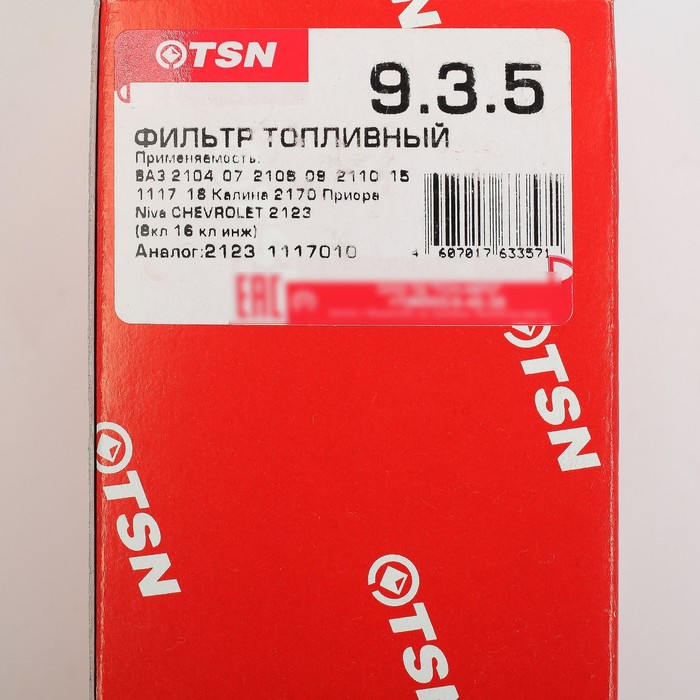 TSN
9.3.5
ФИЛЬТР ТОПЛИВНЫЙ
Применяемость:
ВАЗ 2104 07 2108 09 2110 15
1117 18 Калина 2170 Приора
Niva CHEVROLET 2123
(8кл 16 кл инж)
Аналог:2123 1117010
4 607017 633571
EAC
TSN
TSN
TSN